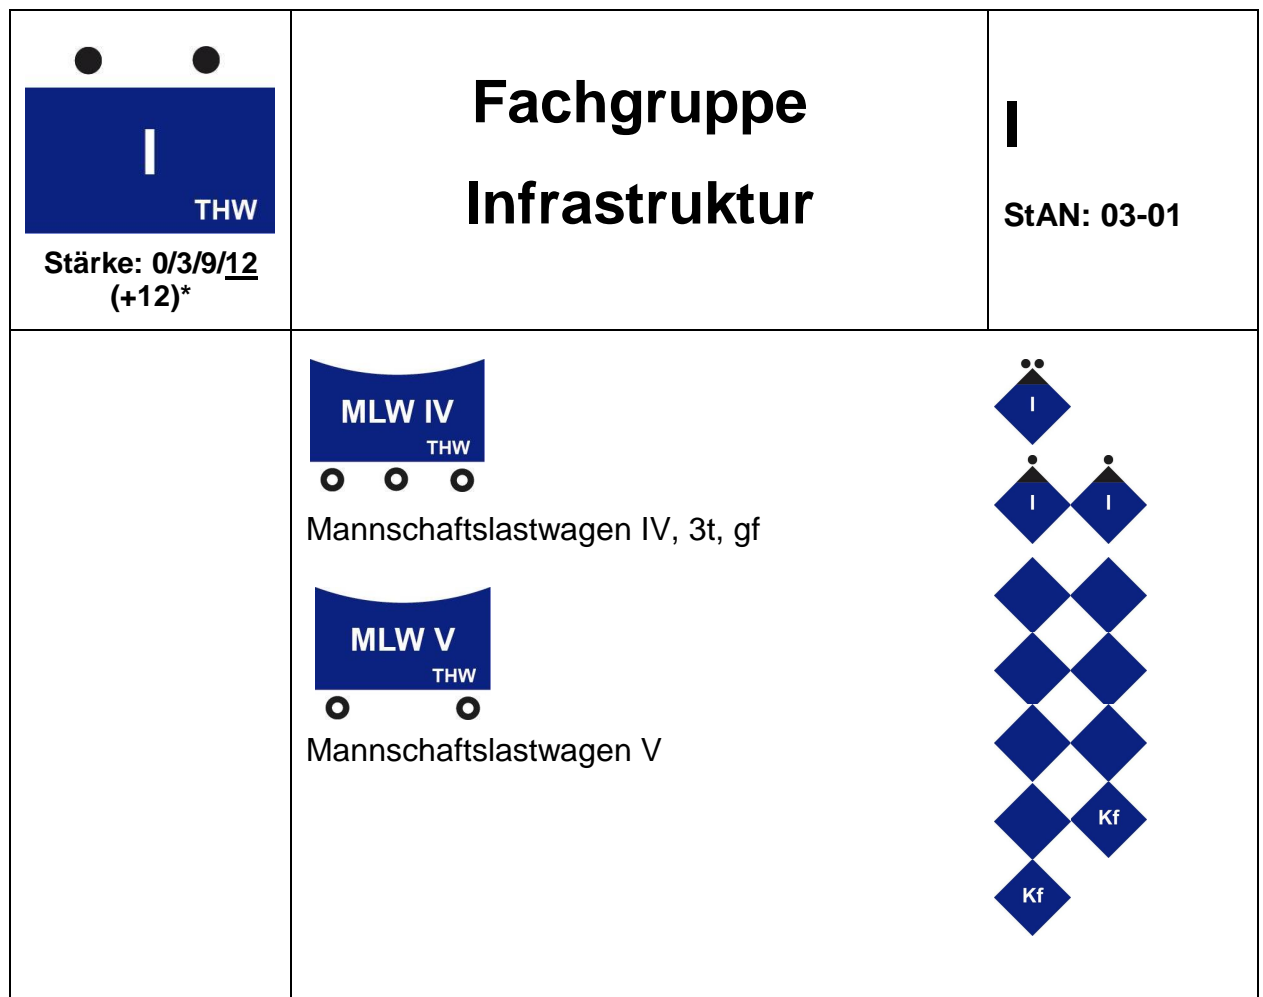 I
THW
Stärke: 0/3/9/12
(+12)*
Fachgruppe
Infrastruktur
I
StAN: 03-01
MLW IV
THW
Mannschaftslastwagen IV, 3t, gf
MLW V
THW
Mannschaftslastwagen V
I
I I
Kf
Kf